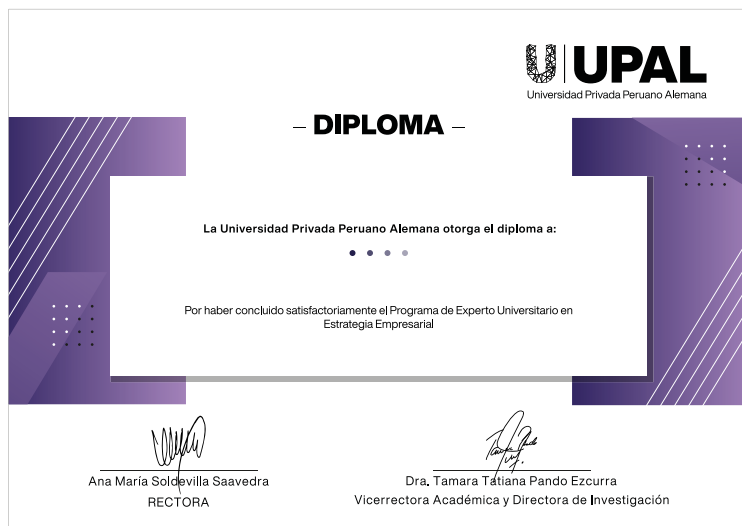 UPAL
Universidad Privada Peruano Alemana
– DIPLOMA –
La Universidad Privada Peruano Alemana otorga el diploma a:
Por haber concluido satisfactoriamente el Programa de Experto Universitario en
Estrategia Empresarial
Ana María Soldevilla Saavedra
RECTORA
Dra. Tamara Tatiana Pando Ezcurra
Vicerrectora Académica y Directora de Investigación